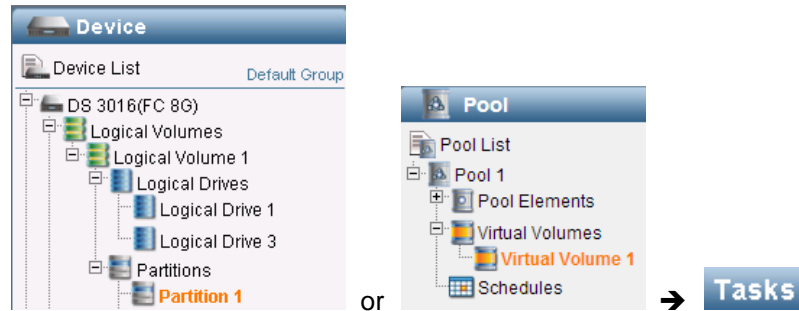 Device
Device List Default Group
DS 3016(FC 8G)
Logical Volumes
Logical Volume 1
Logical Drives
Logical Drive 1
Logical Drive 3
Partitions
Partition 1
or
Pool
Pool List
Pool 1
Pool Elements
Virtual Volumes
Virtual Volume 1
Schedules
➔ Tasks